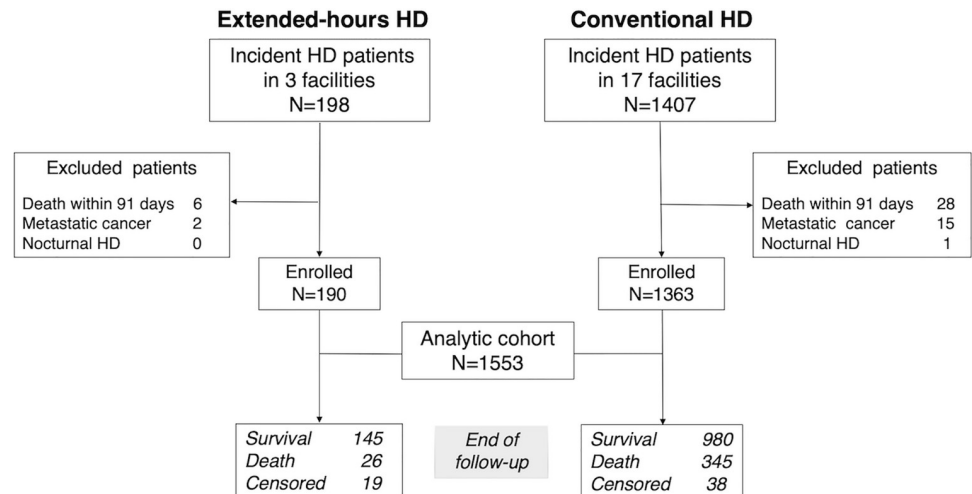 Extended-hours HD
Conventional HD
Incident HD patients
in 3 facilities
N=198
Incident HD patients
in 17 facilities
N=1407
Excluded patients
Death within 91 days 6
Metastatic cancer 2
Nocturnal HD 0
Excluded patients
Death within 91 days 28
Metastatic cancer 15
Nocturnal HD 1
Enrolled
N=190
Enrolled
N=1363
Analytic cohort
N=1553
Survival 145
Death 26
Censored 19
End of
follow-up
Survival 980
Death 345
Censored 38